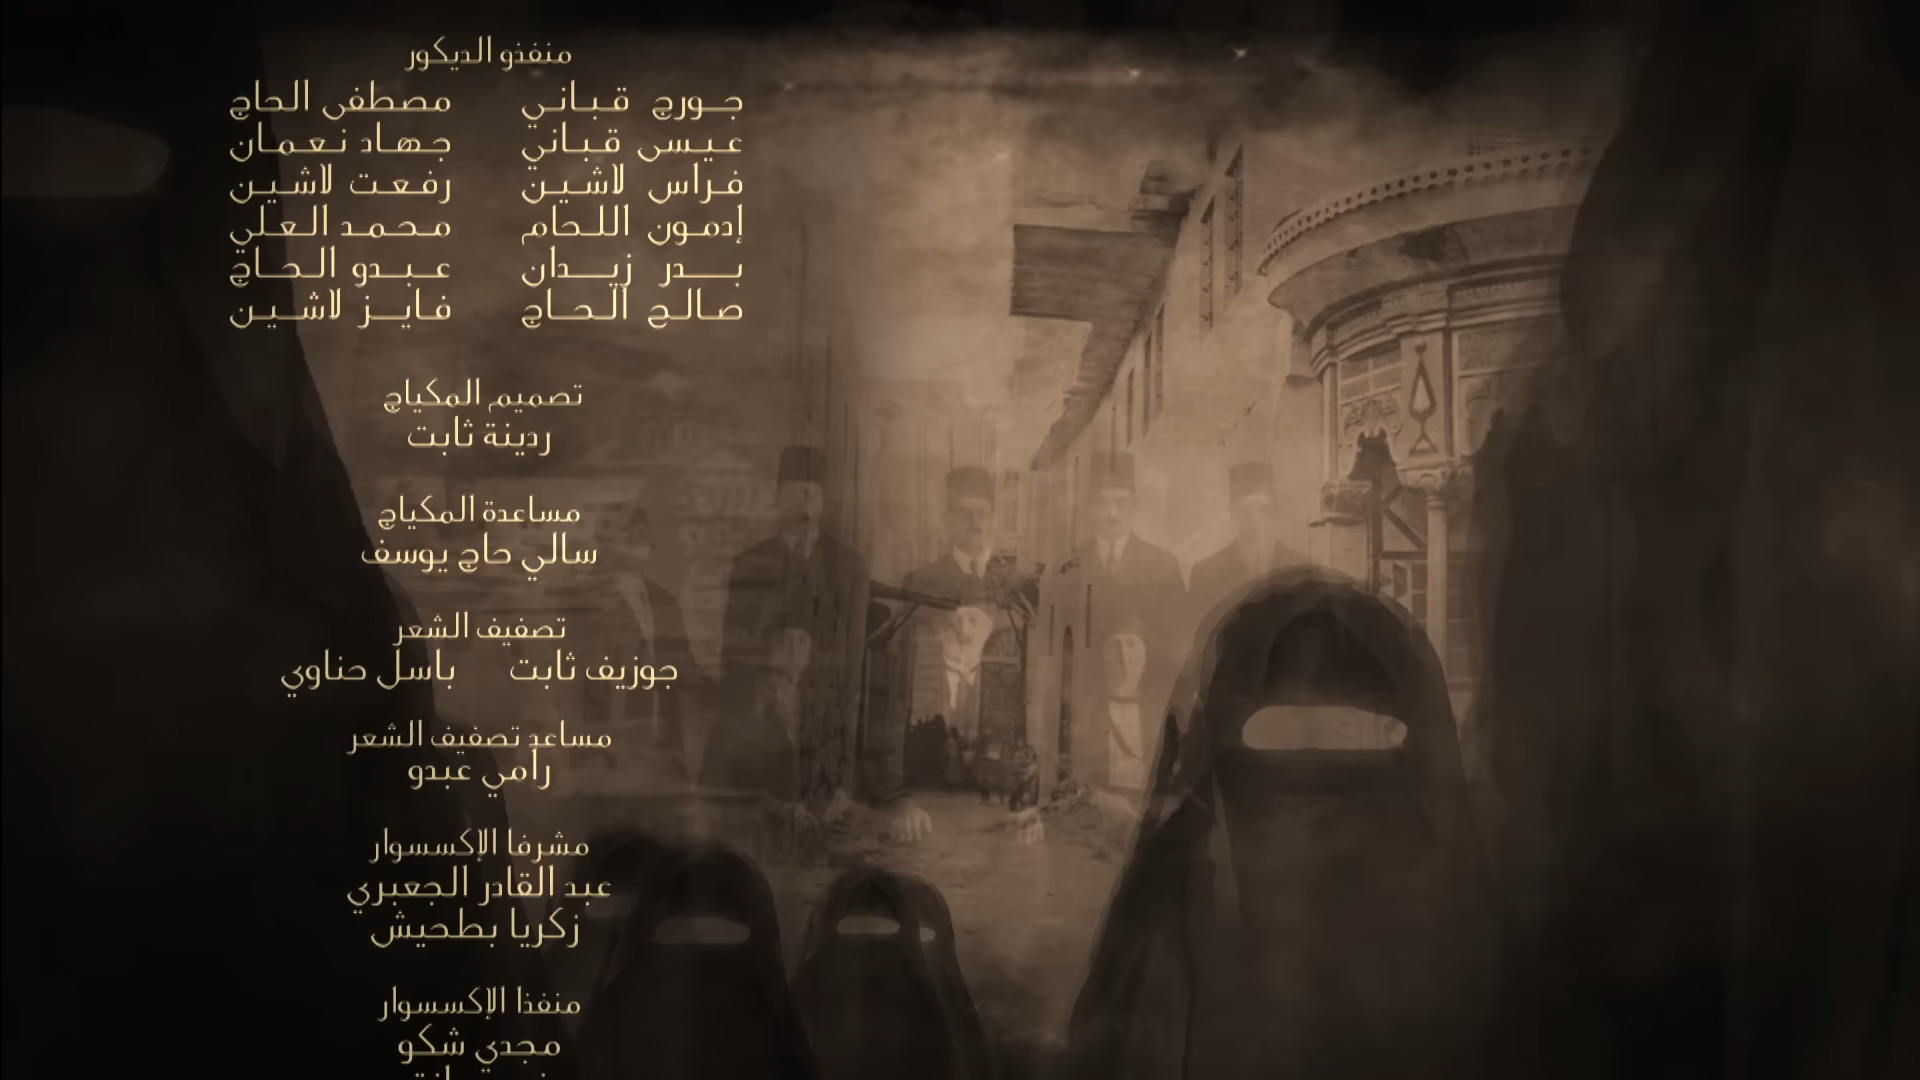 منفذو الديكور
جورج قباني مصطفى الحاج
عيسى قباني جهاد نعمان
فراس لاشين رفعت لاشين
إدمون اللحام محمد العلي
بدر زيدان عبدو الحاج
صالح الحاج فايز لاشين
تصميم المكياج
ردينة ثابت
مساعدة المكياج
سالي حاج يوسف
تصفيف الشعر
جوزيف ثابت باسل حناوي
مساعد تصفيف الشعر
رامي عبدو
مشرفا الإكسسوار
عبد القادر الجعبري
زكريا بطحيش
منفذا الإكسسوار
مجدي شكو